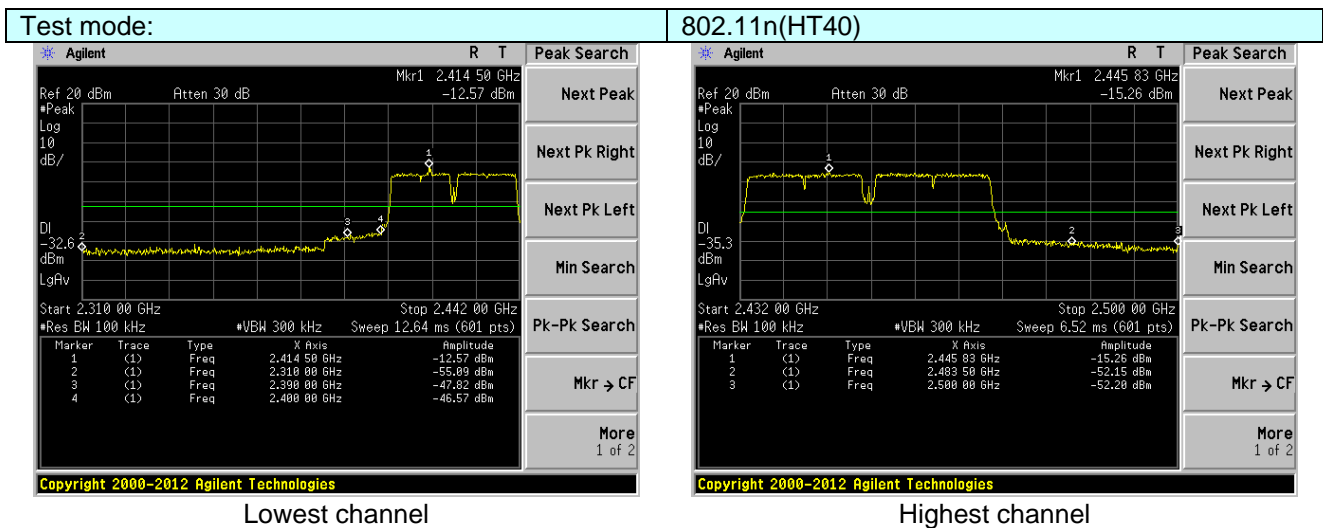 Test mode: 802.11n(HT40)
Agilent R T Peak Search
Mkr1 2.414 50 GHz
Ref 20 dBm Atten 30 dB -12.57 dBm
#Peak
Log
10
dB/
1
3 4
2
DI
-32.6
dBm
LgAv
Start 2.310 00 GHz Stop 2.442 00 GHz
#Res BW 100 kHz #VBW 300 kHz Sweep 12.64 ms (601 pts)
Marker Trace Type X Axis Amplitude
1 (1) Freq 2.414 50 GHz -12.57 dBm
2 (1) Freq 2.310 00 GHz -55.09 dBm
3 (1) Freq 2.390 00 GHz -47.82 dBm
4 (1) Freq 2.400 00 GHz -46.57 dBm
Next Peak
Next Pk Right
Next Pk Left
Min Search
Pk-Pk Search
Mkr → CF
More
1 of 2
Copyright 2000-2012 Agilent Technologies
Lowest channel
Agilent R T Peak Search
Mkr1 2.445 83 GHz
Ref 20 dBm Atten 30 dB -15.26 dBm
#Peak
Log
10
dB/
1
2 3
DI
-35.3
dBm
LgAv
Start 2.432 00 GHz Stop 2.500 00 GHz
#Res BW 100 kHz #VBW 300 kHz Sweep 6.52 ms (601 pts)
Marker Trace Type X Axis Amplitude
1 (1) Freq 2.445 83 GHz -15.26 dBm
2 (1) Freq 2.483 50 GHz -52.15 dBm
3 (1) Freq 2.500 00 GHz -52.20 dBm
Next Peak
Next Pk Right
Next Pk Left
Min Search
Pk-Pk Search
Mkr → CF
More
1 of 2
Copyright 2000-2012 Agilent Technologies
Highest channel